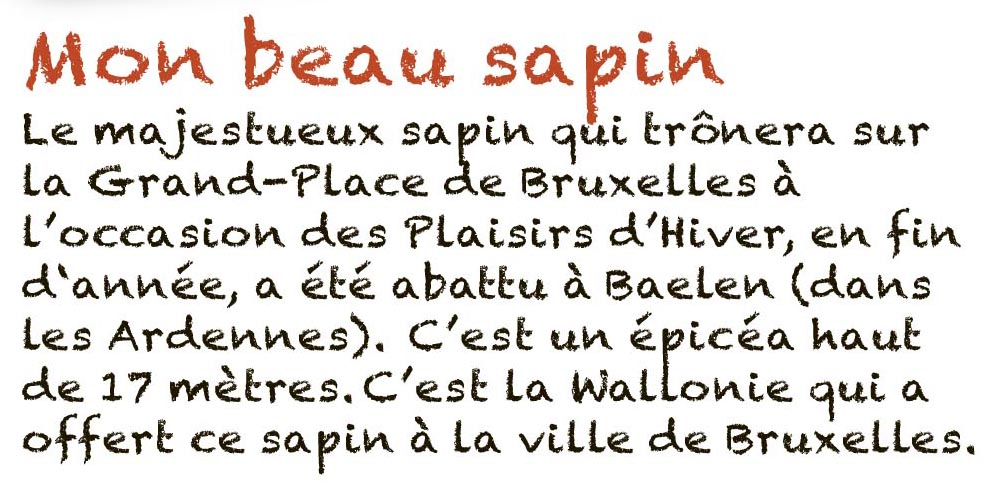 Mon beau sapin
Le majestueux sapin qui trônera sur
la Grand-Place de Bruxelles à
l’occasion des Plaisirs d’Hiver, en fin
d‘année, a été abattu à Baelen (dans
les Ardennes). C’est un épicéa haut
de 17 mètres. C’est la Wallonie qui a
offert ce sapin à la ville de Bruxelles.